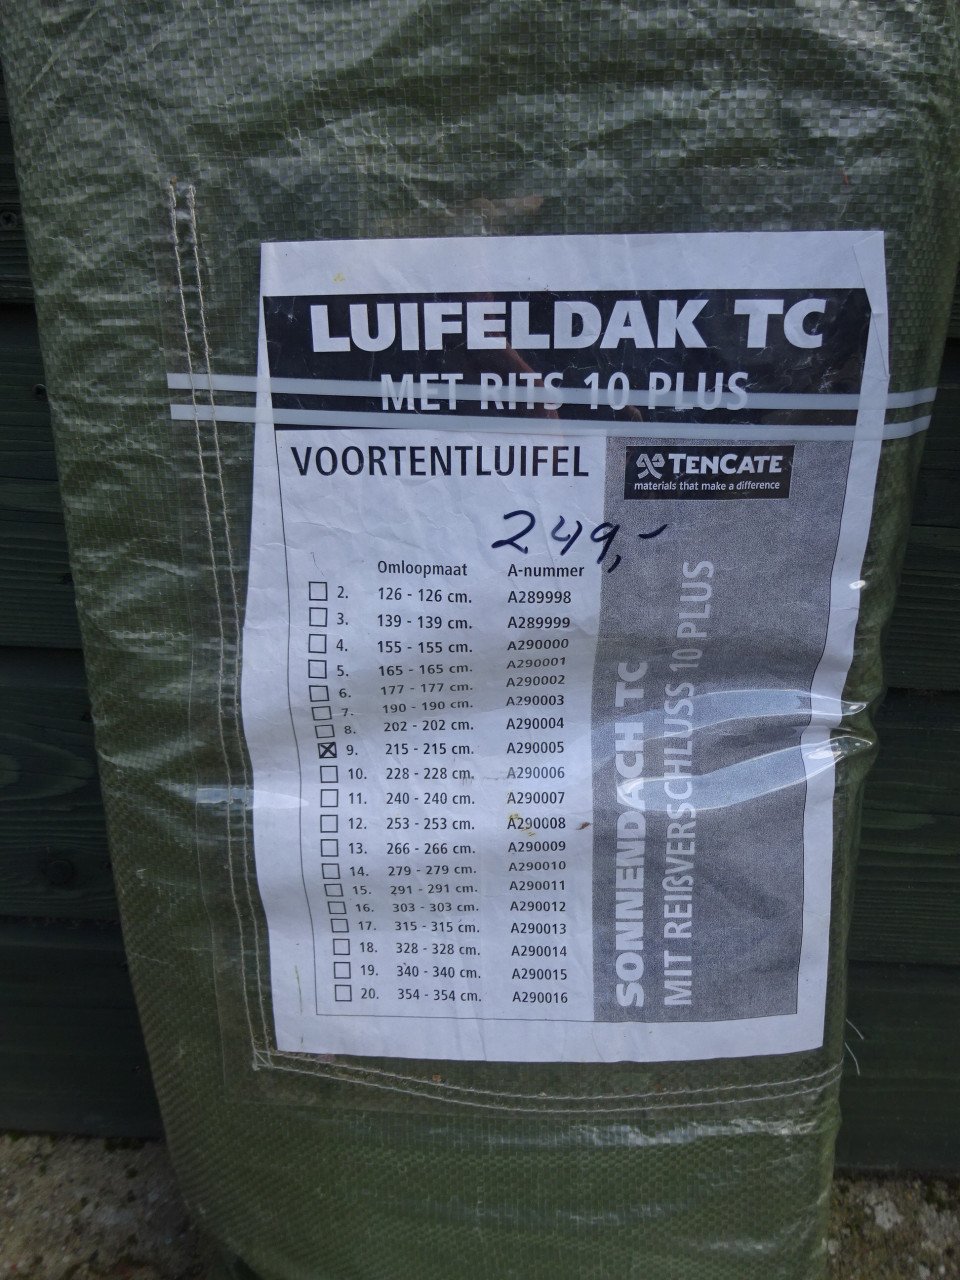 LUIFELDAK TC
MET RITS 10 PLUS
VOORTENTLUIFEL
TENCATE
materials that make a difference
249,-
Omloopmaat A-nummer
2. 126 - 126 cm. A289998
3. 139 - 139 cm. A289999
4. 155 - 155 cm. A290000
5. 165 - 165 cm. A290001
6. 177 - 177 cm. A290002
7. 190 - 190 cm. A290003
8. 202 - 202 cm. A290004
9. 215 - 215 cm. A290005
10. 228 - 228 cm. A290006
11. 240 - 240 cm. A290007
12. 253 - 253 cm. A290008
13. 266 - 266 cm. A290009
14. 279 - 279 cm. A290010
15. 291 - 291 cm. A290011
16. 303 - 303 cm. A290012
17. 315 - 315 cm. A290013
18. 328 - 328 cm. A290014
19. 340 - 340 cm. A290015
20. 354 - 354 cm. A290016
SONNENDACH TC
MIT REIßVERSCHLUSS 10 PLUS